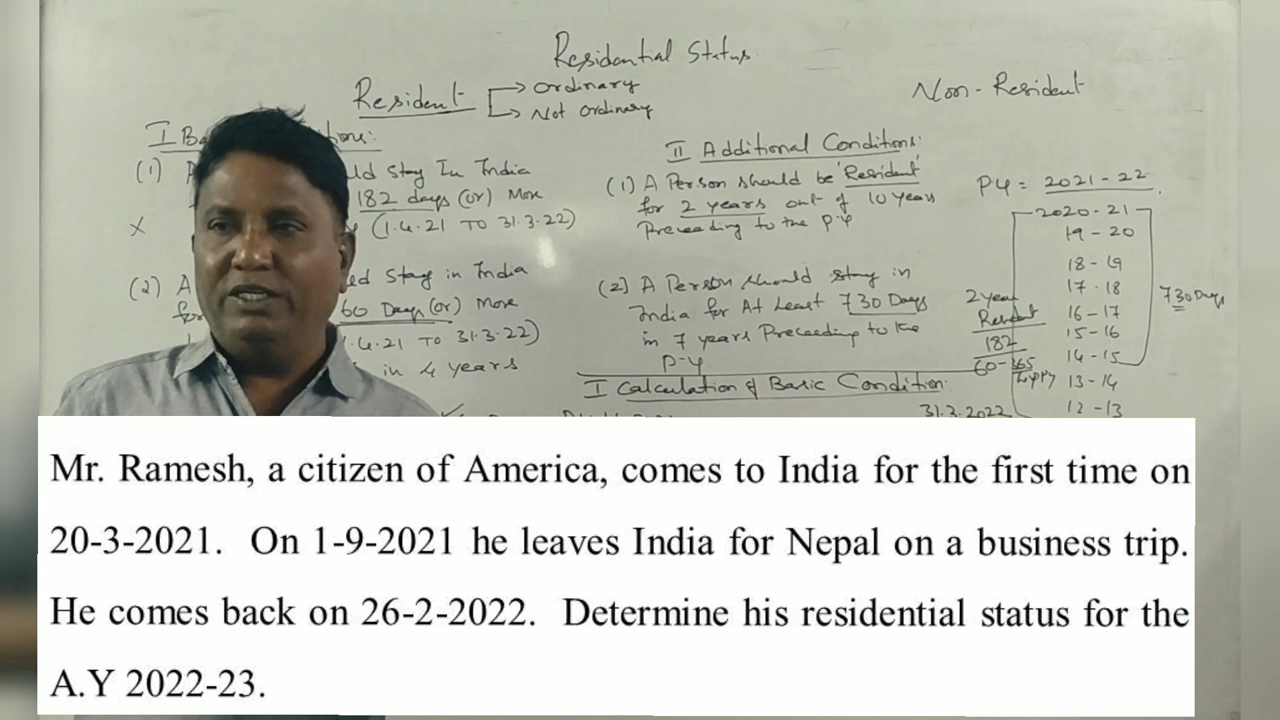 Residential Status
Resident → Ordinary
→ Not Ordinary
Non-Resident
I Ba
tions:
II Additional Conditions:
(1)
ld Stay In India
182 days (or) More
(1.4.21 TO 31.3.22)
X
(2) A
ed Stay in India
for
60 Days (or) More
.4.21 TO 31.3.22)
in 4 years
(1) A Person should be 'Resident'
for 2 years out of 10 years
Preceeding to the P.Y
(2) A Person should stay in
India for At Least 730 Days
in 7 years Preceeding to the
P.Y
I Calculation of Basic Condition
31.3.2022
PY = 2021-22
2020-21
19-20
18-19
17-18
16-17
15-16
14-15
13-14
12-13
730 Days
2 year
Resident
182
60-365
Mr. Ramesh, a citizen of America, comes to India for the first time on
20-3-2021. On 1-9-2021 he leaves India for Nepal on a business trip.
He comes back on 26-2-2022. Determine his residential status for the
A.Y 2022-23.